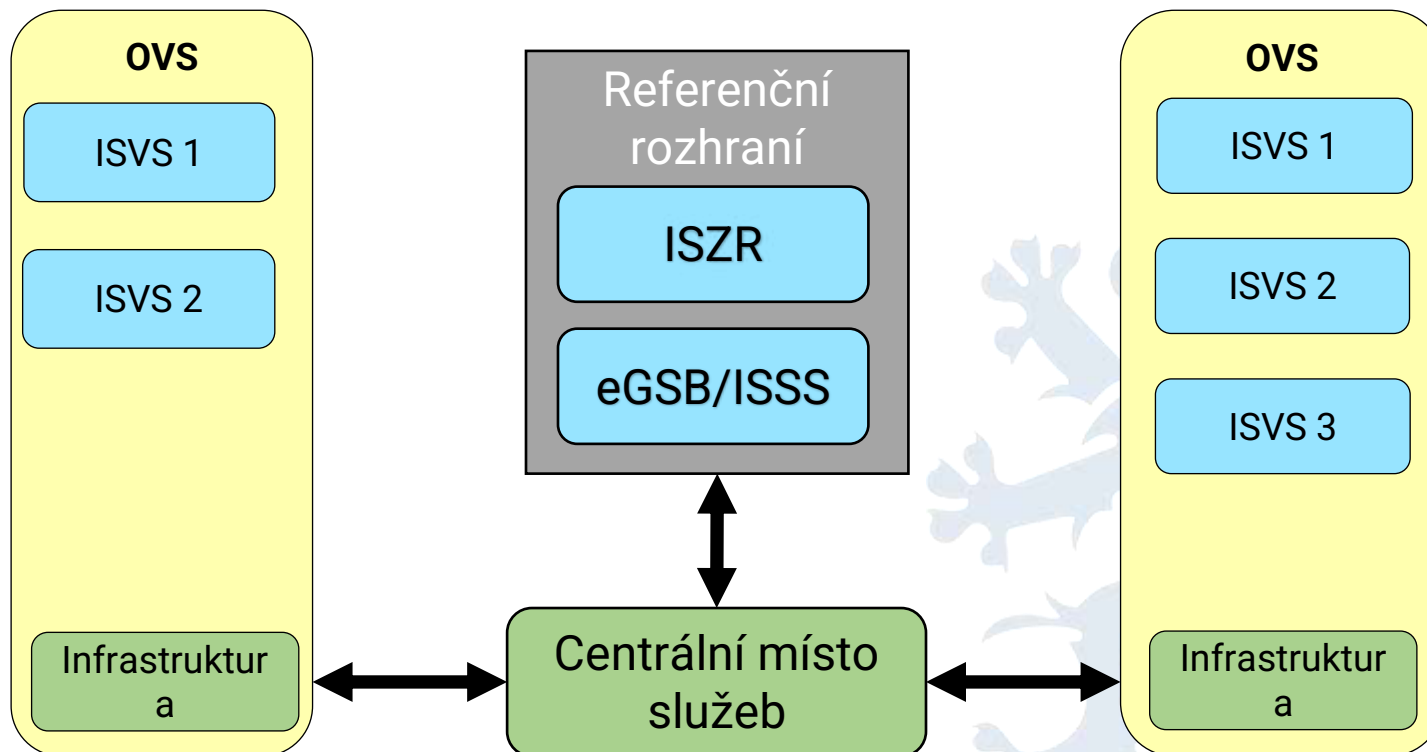 OVS
ISVS 1
ISVS 2
Infrastruktur
a
Referenční
rozhraní
ISZR
eGSB/ISSS
Centrální místo
služeb
OVS
ISVS 1
ISVS 2
ISVS 3
Infrastruktur
a